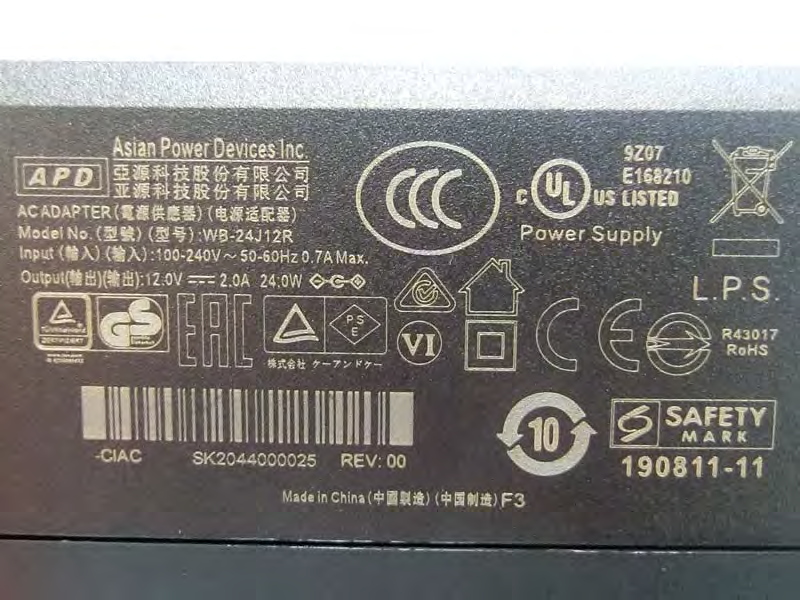 APD
Asian Power Devices Inc.
亞源科技股份有限公司
亚源科技股份有限公司
AC ADAPTER (電源供應器) (电源适配器)
Model No. (型號) (型号): WB-24J12R
Input (輸入) (输入) :100-240V~ 50-60Hz 0.7A Max.
Output(輸出)(输出):12.0V ⎓ 2.0A 24.0W
CCC
C UL US LISTED
9Z07
E168210
Power Supply
L.P.S.
TÜVRheinland
GS
EAC
PSE
株式会社 ケーアンドケー
VI
CE
R43017
RoHS
-CIAC SK2044000025 REV: 00
10
SAFETY
MARK
190811-11
Made in China (中國製造) (中国制造) F3